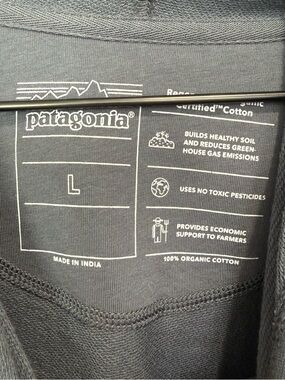 patagonia®
L
MADE IN INDIA
Certified™ Cotton
BUILDS HEALTHY SOIL
AND REDUCES GREEN-
HOUSE GAS EMISSIONS
USES NO TOXIC PESTICIDES
PROVIDES ECONOMIC
SUPPORT TO FARMERS
100% ORGANIC COTTON